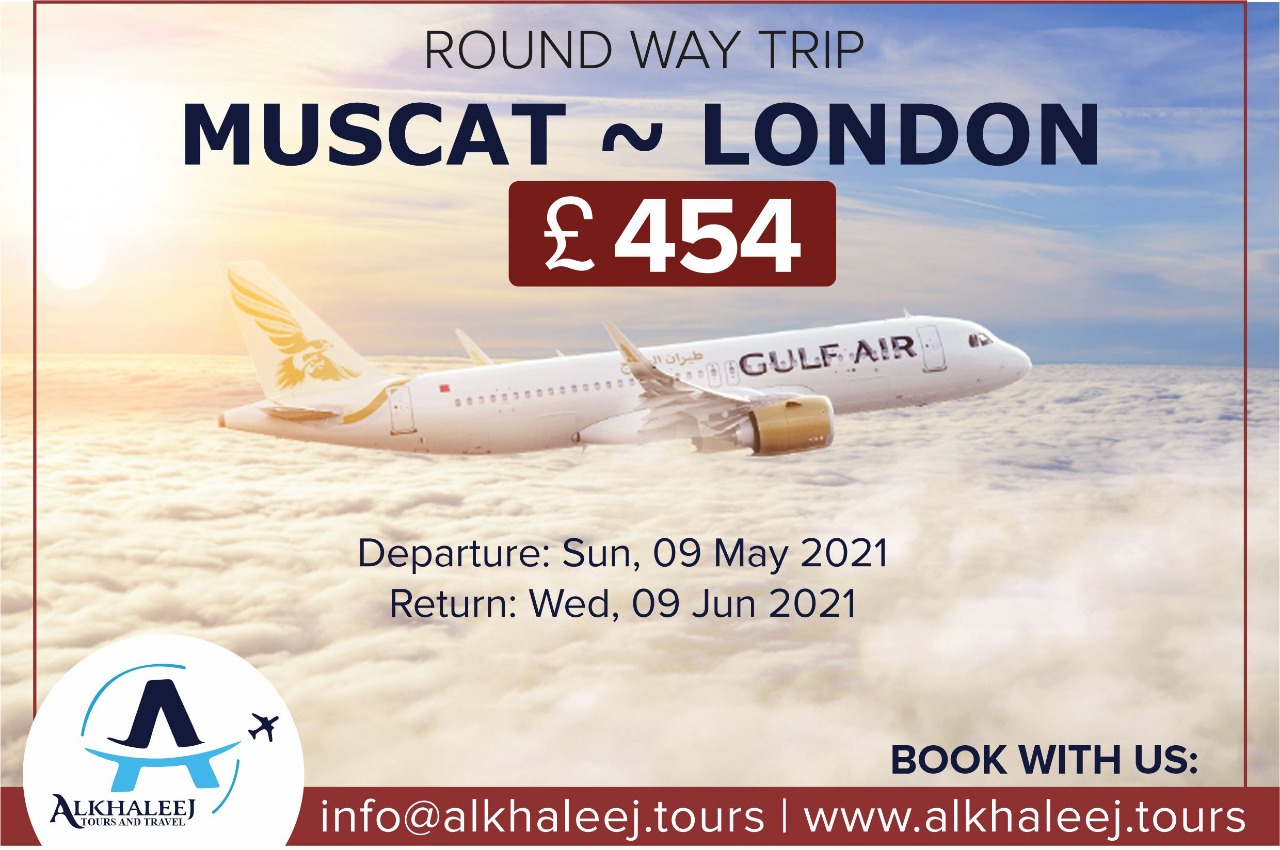 ROUND WAY TRIP
MUSCAT ~ LONDON
£ 454
GULF AIR
Departure: Sun, 09 May 2021
Return: Wed, 09 Jun 2021
BOOK WITH US:
ALKHALEEJ
TOURS AND TRAVEL
info@alkhaleej.tours | www.alkhaleej.tours